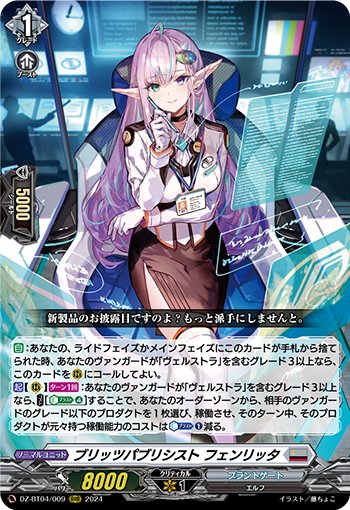 1
グレード
ブースト
5000
シールド
新製品のお披露目ですのよ?もっと派手にしませんと。
自:あなたの、ライドフェイズかメインフェイズにこのカードが手札から捨て
られた時、あなたのヴァンガードが「ヴェルストラ」を含むグレード3以上なら、
このカードを R にコールしてよい。
起 R ターン1回:あなたのヴァンガードが「ヴェルストラ」を含むグレード3以上な
ら、することで、あなたのオーダーゾーンから、相手のヴァン
ガードのグレード以下のプロダクトを1枚選び、稼働させ、そのターン中、そのプロ
ダクトが元々持つ稼働能力のコストは 1 減る。
ノーマルユニット
ブリッツパブリシスト フェンリッタ
パワー
8000
クリティカル
1
ブラントゲート
エルフ
DZ-BT04/009 RRR 2024
イラスト/藤ちょこ